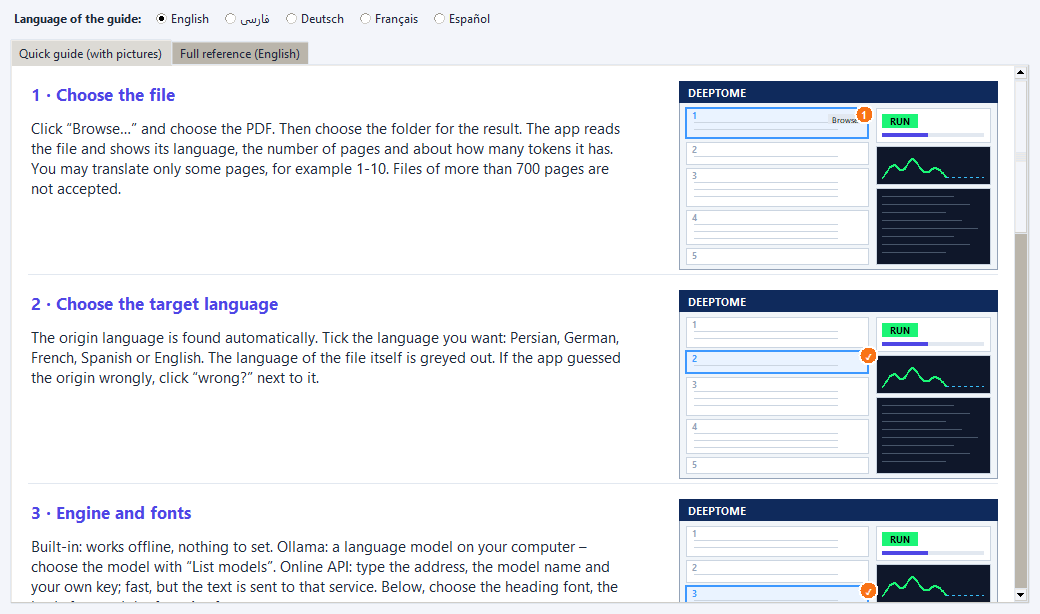 Language of the guide: English فارسی Deutsch Français Español
Quick guide (with pictures) Full reference (English)
1 · Choose the file
Click “Browse…” and choose the PDF. Then choose the folder for the result. The app reads
the file and shows its language, the number of pages and about how many tokens it has.
You may translate only some pages, for example 1-10. Files of more than 700 pages are
not accepted.
DEEPTOME
1
Browse
1
RUN
2
3
4
5
2 · Choose the target language
The origin language is found automatically. Tick the language you want: Persian, German,
French, Spanish or English. The language of the file itself is greyed out. If the app guessed
the origin wrongly, click “wrong?” next to it.
DEEPTOME
1
RUN
2
✓
3
4
5
3 · Engine and fonts
Built-in: works offline, nothing to set. Ollama: a language model on your computer –
choose the model with “List models”. Online API: type the address, the model name and
your own key; fast, but the text is sent to that service. Below, choose the heading font, the
DEEPTOME
1
RUN
2
3
✓